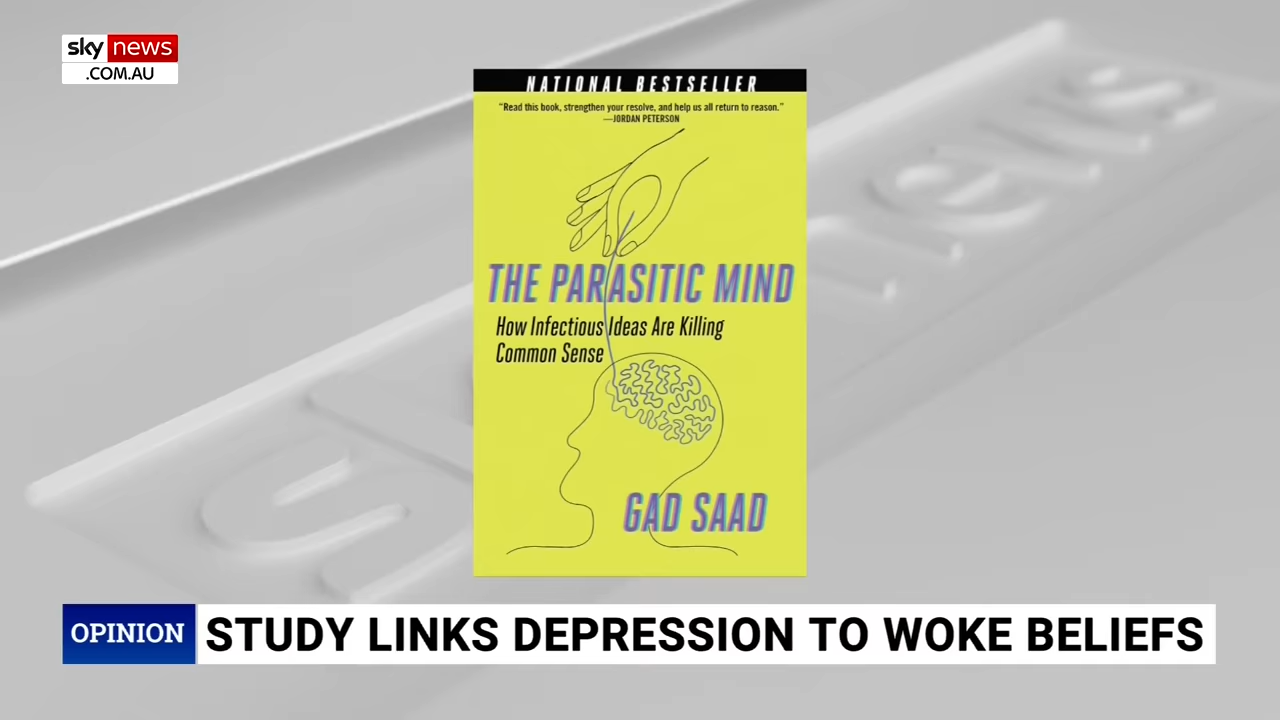 sky news
.COM.AU
NATIONAL BESTSELLER
“Read this book, strengthen your resolve, and help us all return to reason.”
—JORDAN PETERSON
THE PARASITIC MIND
How Infectious Ideas Are Killing
Common Sense
GAD SAAD
OPINION STUDY LINKS DEPRESSION TO WOKE BELIEFS